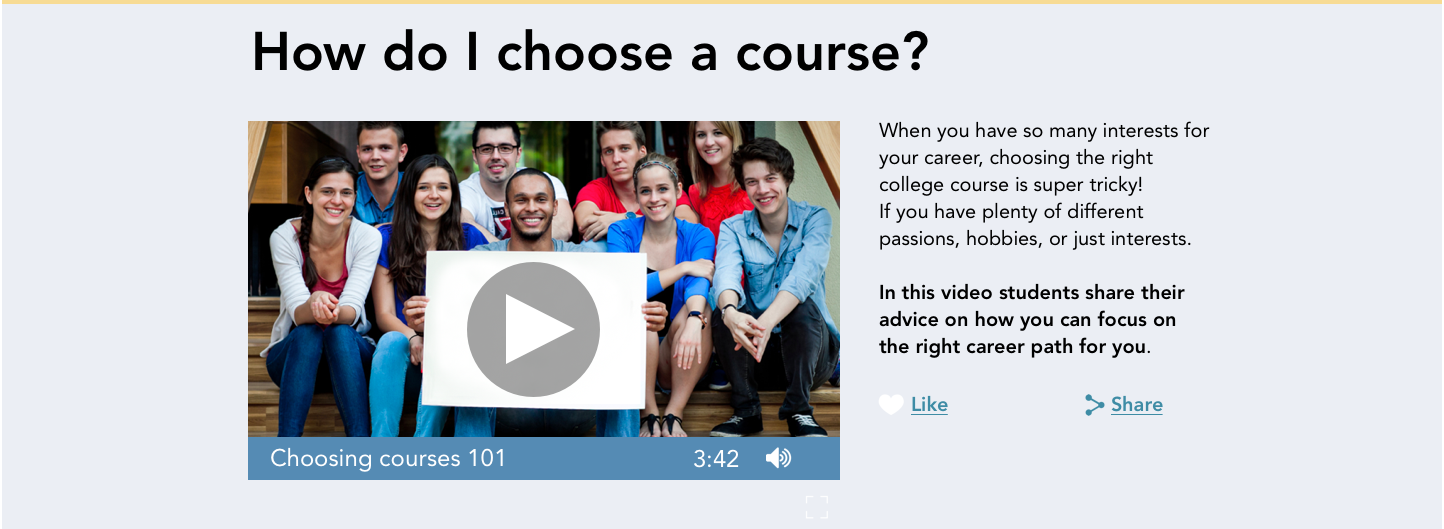 How do I choose a course?
When you have so many interests for
your career, choosing the right
college course is super tricky!
If you have plenty of different
passions, hobbies, or just interests.
In this video students share their
advice on how you can focus on
the right career path for you.
Like
Share
Choosing courses 101
3:42